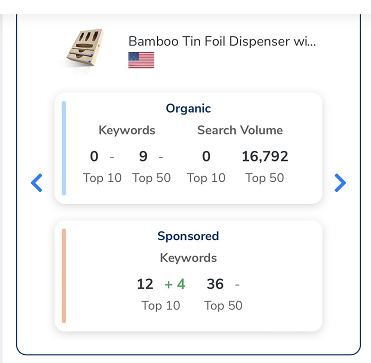 Bamboo Tin Foil Dispenser wi...
Organic
Keywords Search Volume
0 - 9 - 0 16,792
Top 10 Top 50 Top 10 Top 50
Sponsored
Keywords
12 + 4 36 -
Top 10 Top 50